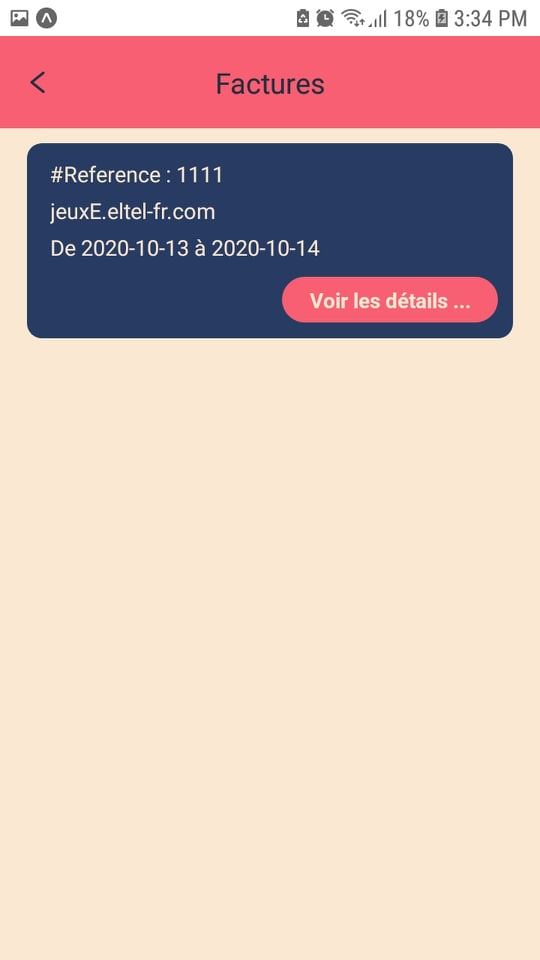 18% 3:34 PM
Factures
#Reference : 1111
jeuxE.eltel-fr.com
De 2020-10-13 à 2020-10-14
Voir les détails ...